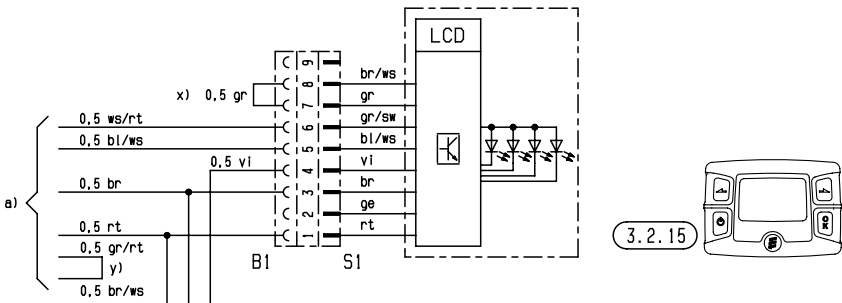 LCD
9
br/ws
x) 0,5 gr
8
7
gr
0,5 ws/rt
6
gr/sw
0,5 bl/ws
5
bl/ws
0,5 vi
4
vi
0,5 br
3
br
a)
2
ge
0,5 rt
1
rt
0,5 gr/rt
y)
B1
S1
0,5 br/ws
3.2.15
OK